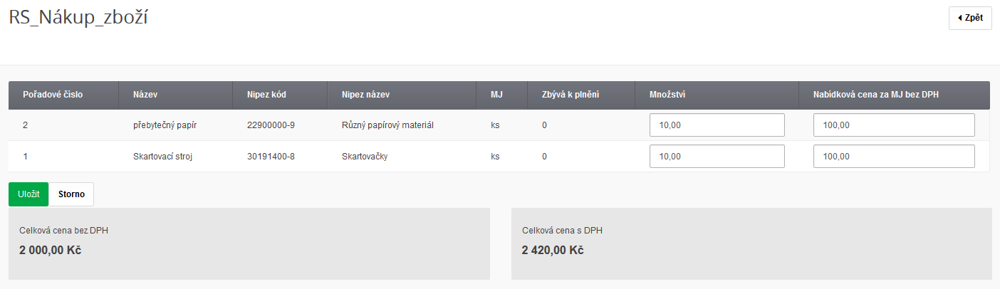 RS_Nákup_zboží
Zpět
Pořadové číslo Název Nipez kód Nipez název MJ Zbývá k plnění Množství Nabídková cena za MJ bez DPH
2 přebytečný papír 22900000-9 Různý papírový materiál ks 0 10,00 100,00
1 Skartovací stroj 30191400-8 Skartovačky ks 0 10,00 100,00
Uložit Storno
Celková cena bez DPH Celková cena s DPH
2 000,00 Kč 2 420,00 Kč